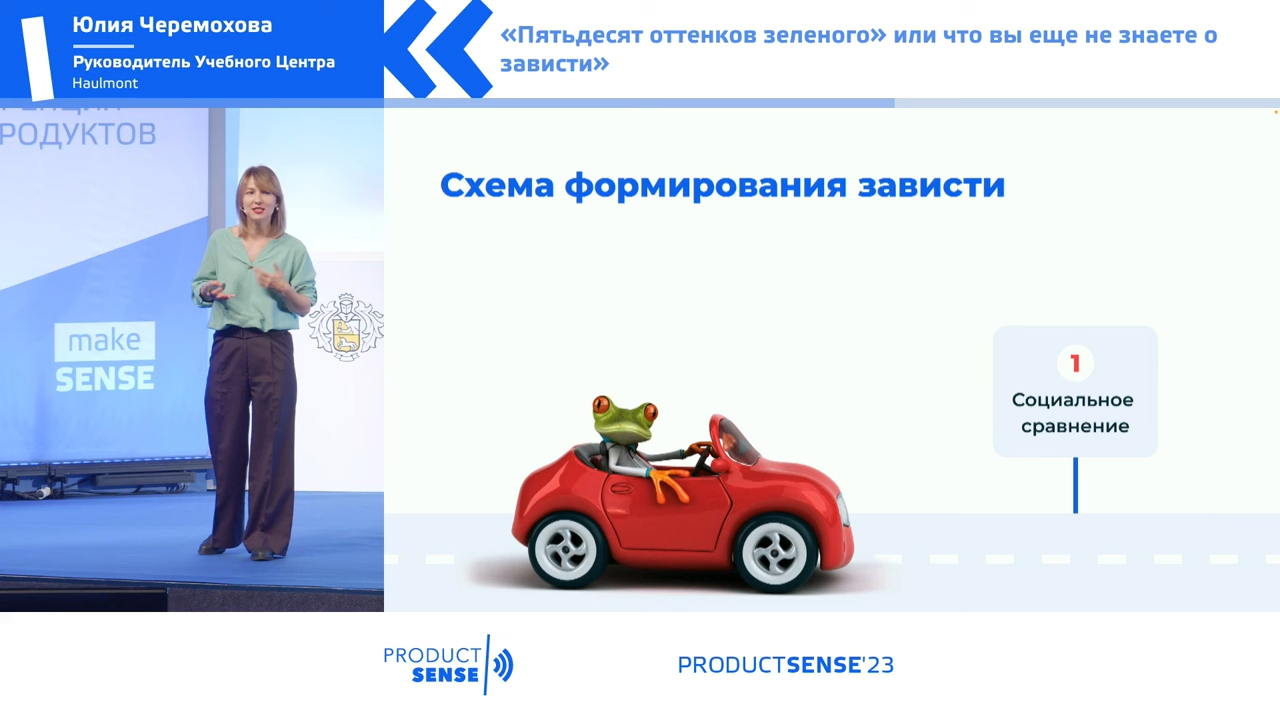 Юлия Черемохова
Руководитель Учебного Центра
Haulmont
«Пятьдесят оттенков зеленого» или что вы еще не знаете о
зависти»
РОДУКТОВ
make
SENSE
Схема формирования зависти
1
Социальное
сравнение
PRODUCT
SENSE
PRODUCTSENSE'23